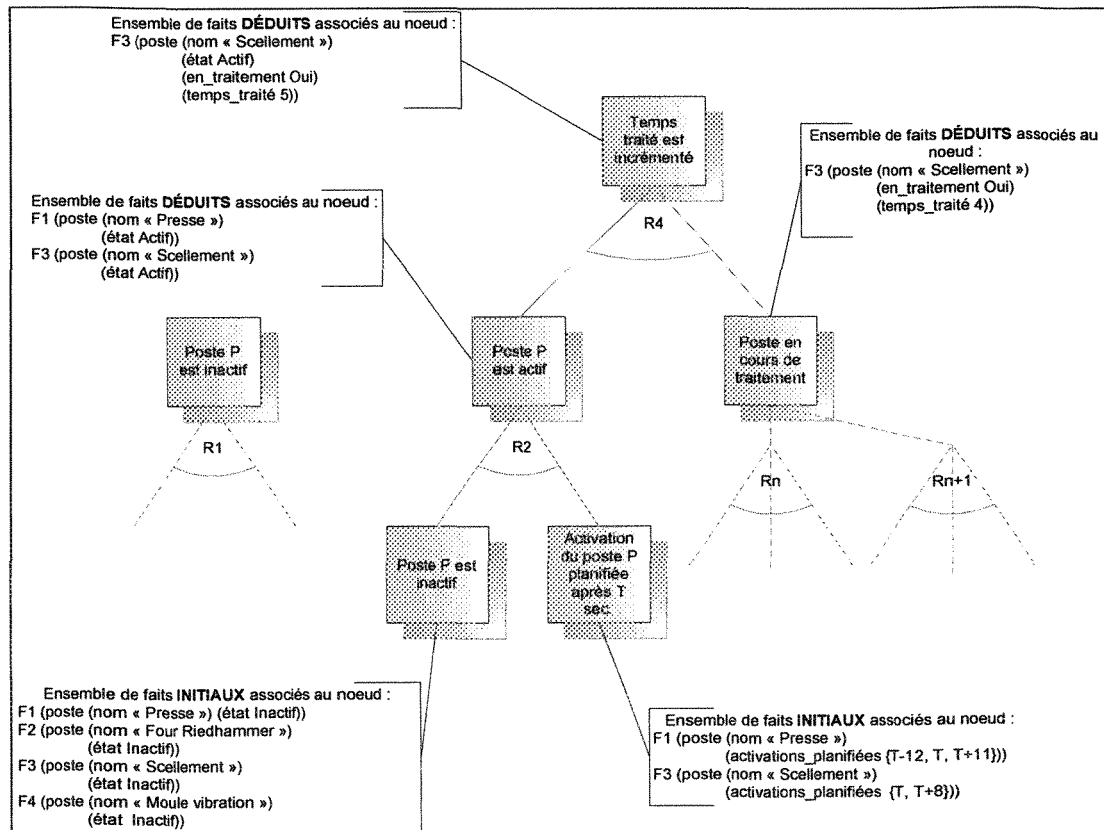 Ensemble de faits DÉDUITS associés au noeud :
F3 (poste (nom « Scellement »)
(état Actif)
(en_traitement Oui)
(temps_traité 5))
Temps
traité est
incrémenté
Ensemble de faits DÉDUITS associés au
noeud :
F3 (poste (nom « Scellement »)
(en_traitement Oui)
(temps_traité 4))
Ensemble de faits DÉDUITS associés au noeud :
F1 (poste (nom « Presse »)
(état Actif))
F3 (poste (nom « Scellement »)
(état Actif))
R4
Poste P
est inactif
Poste P
est actif
Poste en
cours de
traitement
R1
R2
Rn
Rn+1
Poste P est
inactif
Activation
du poste P
planifiée
après T
sec.
Ensemble de faits INITIAUX associés au noeud :
F1 (poste (nom « Presse ») (état Inactif))
F2 (poste (nom « Four Riedhammer »)
(état Inactif))
F3 (poste (nom « Scellement »)
(état Inactif))
F4 (poste (nom « Moule vibration »)
(état Inactif))
Ensemble de faits INITIAUX associés au noeud :
F1 (poste (nom « Presse »)
(activations_planifiées {T-12, T, T+11}))
F3 (poste (nom « Scellement »)
(activations_planifiées {T, T+8}))